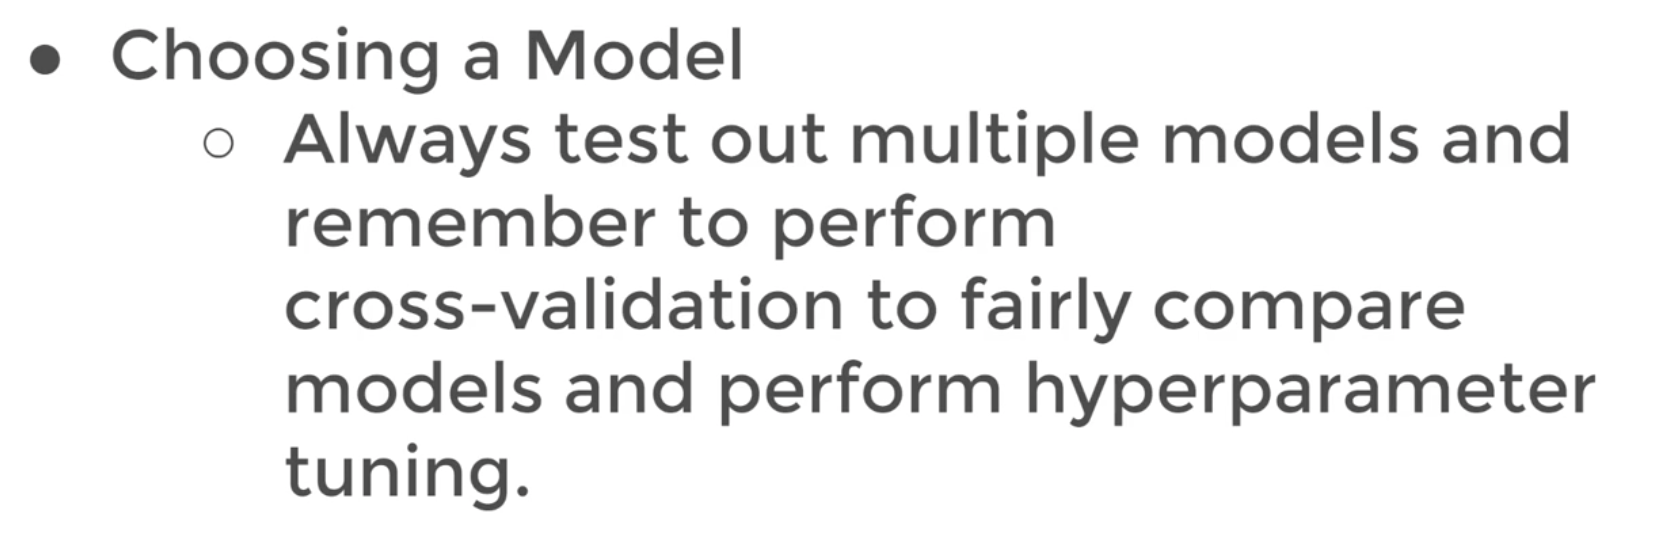 ● Choosing a Model
○ Always test out multiple models and
remember to perform
cross-validation to fairly compare
models and perform hyperparameter
tuning.